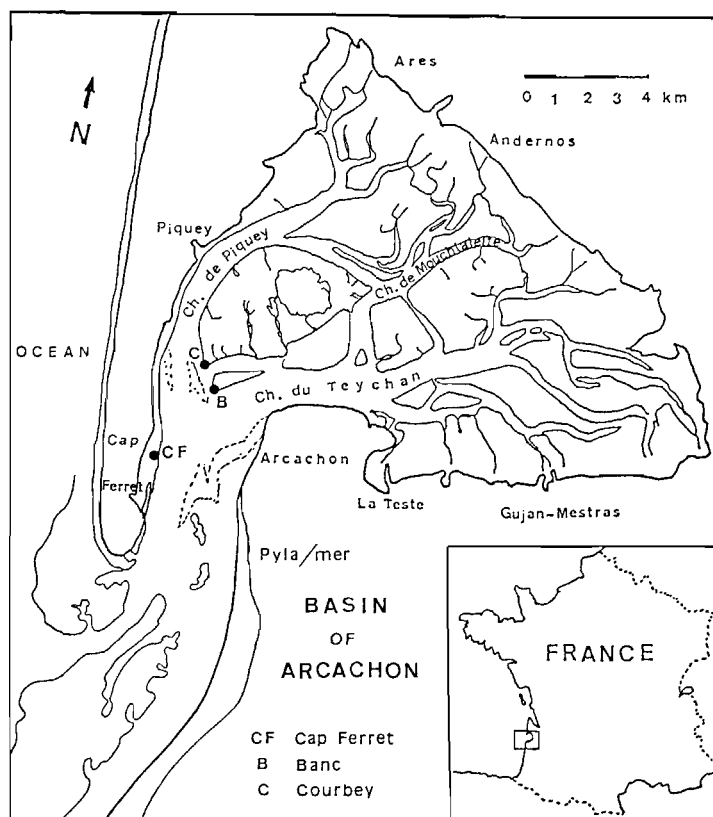 Ares
0 1 2 3 4 km
N
Andernos
Piquey
Ch. de Piquey
Ch. de Mouchtalette
OCEAN
C
B
Ch. du Teychan
Cap
CF
Ferret
Arcachon
La Teste
Gujan-Mestras
Pyla/mer
BASIN
OF
ARCACHON
FRANCE
CF Cap Ferret
B Banc
C Courbey